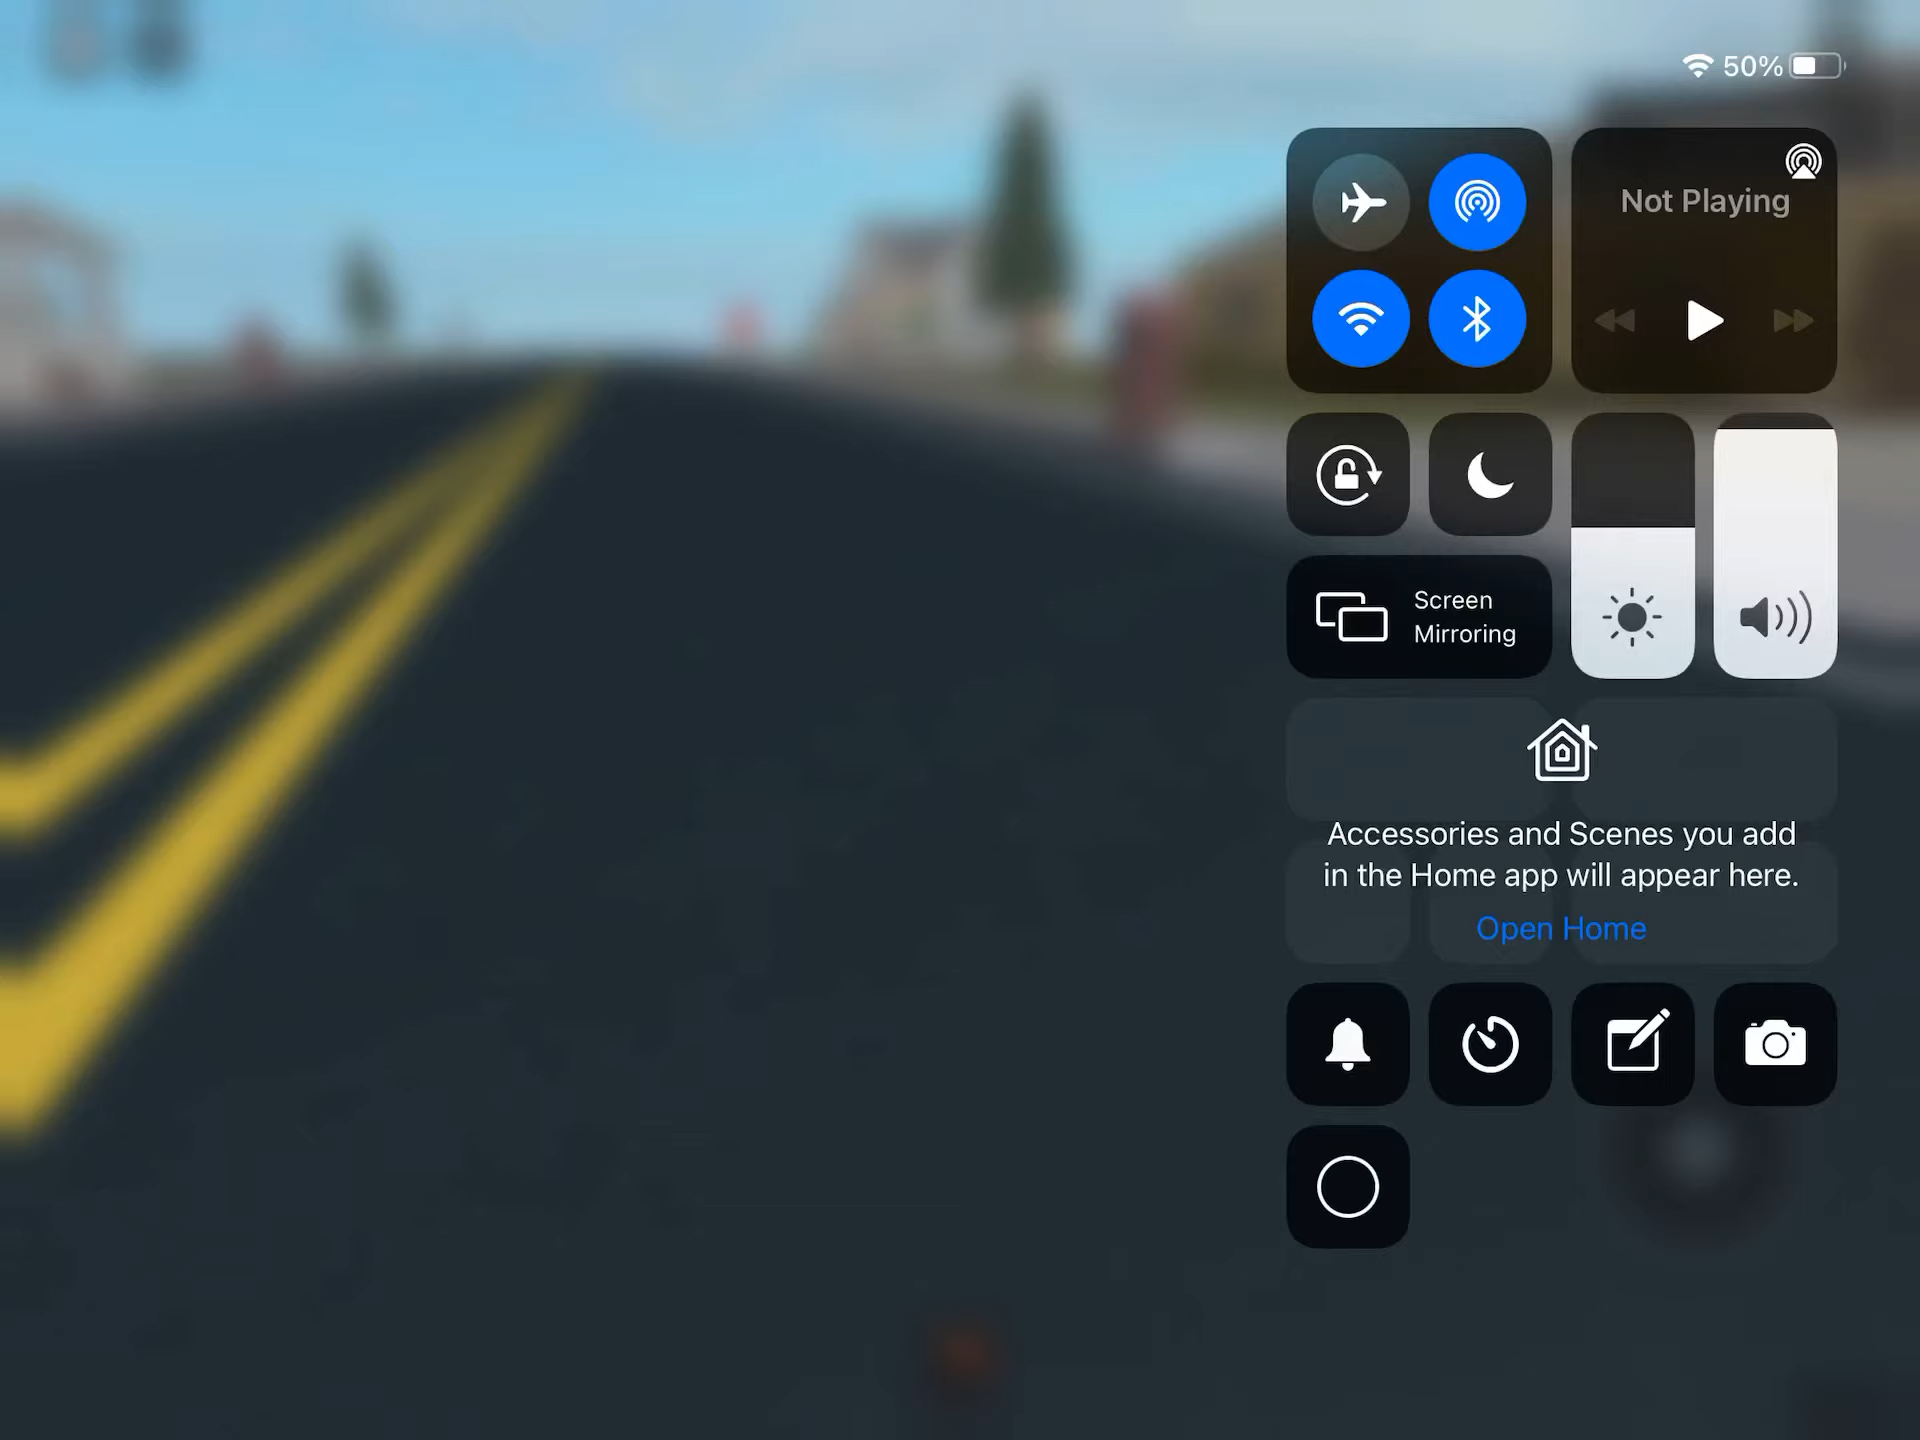 50%
Not Playing
Screen
Mirroring
Accessories and Scenes you add
in the Home app will appear here.
Open Home